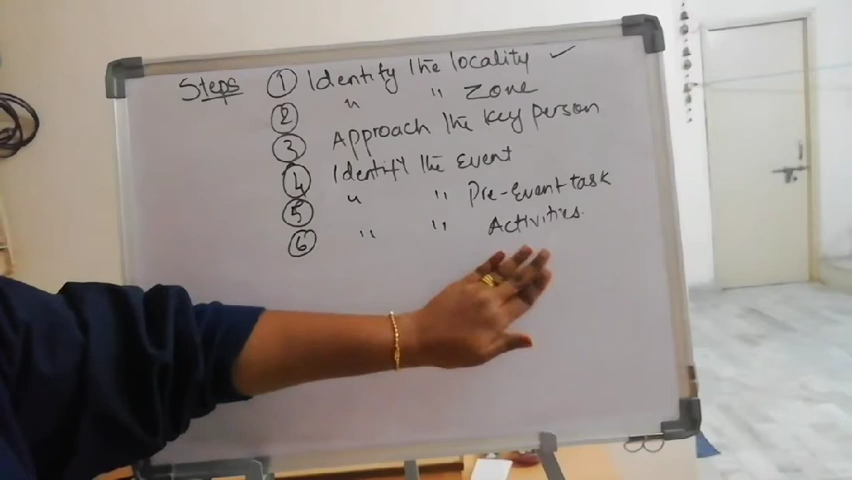 Steps ① Identify the locality ✓
② " " Zone
③ Approach the key person
④ Identify the Event
⑤ " " Pre-Event task
⑥ " " Activities.